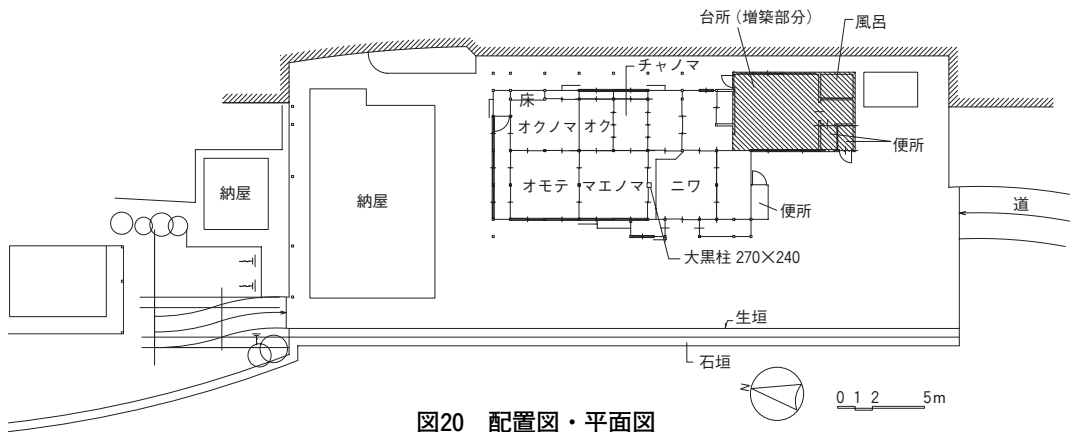 台所（増築部分）
風呂
チャノマ
床
オクノマ
オク
便所
納屋
納屋
オモテ
マエノマ
ニワ
便所
道
大黒柱 270×240
生垣
石垣
N
0 1 2 5m
図20 配置図・平面図